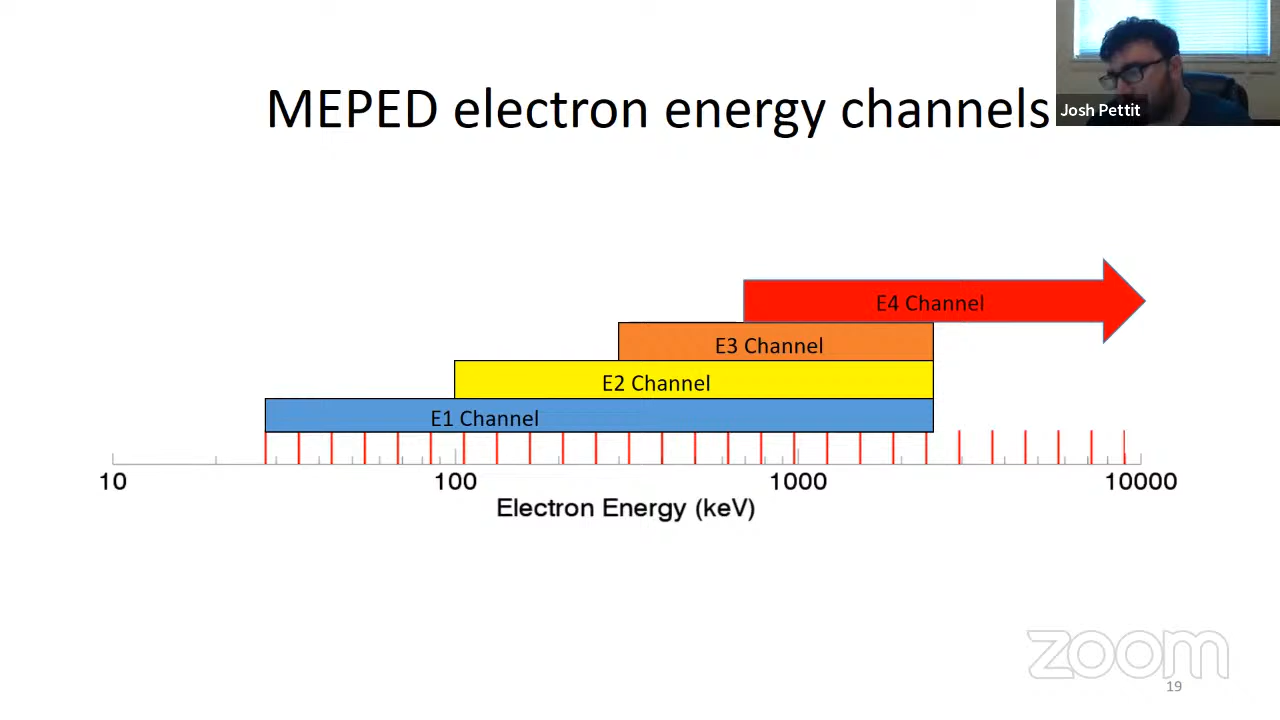 MEPED electron energy channels
Josh Pettit
E4 Channel
E3 Channel
E2 Channel
E1 Channel
10 100 1000 10000
Electron Energy (keV)
zoom
19